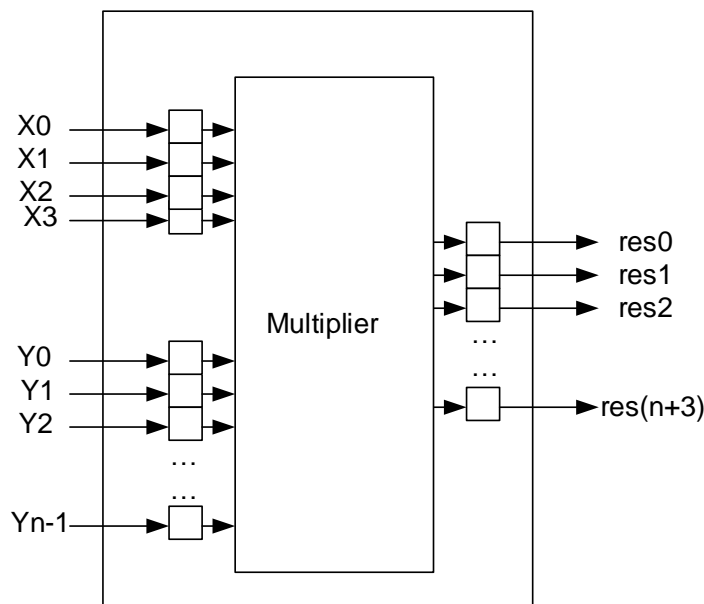 X0
X1
X2
X3
Multiplier
Y0
Y1
Y2
...
...
Yn-1
res0
res1
res2
...
...
res(n+3)